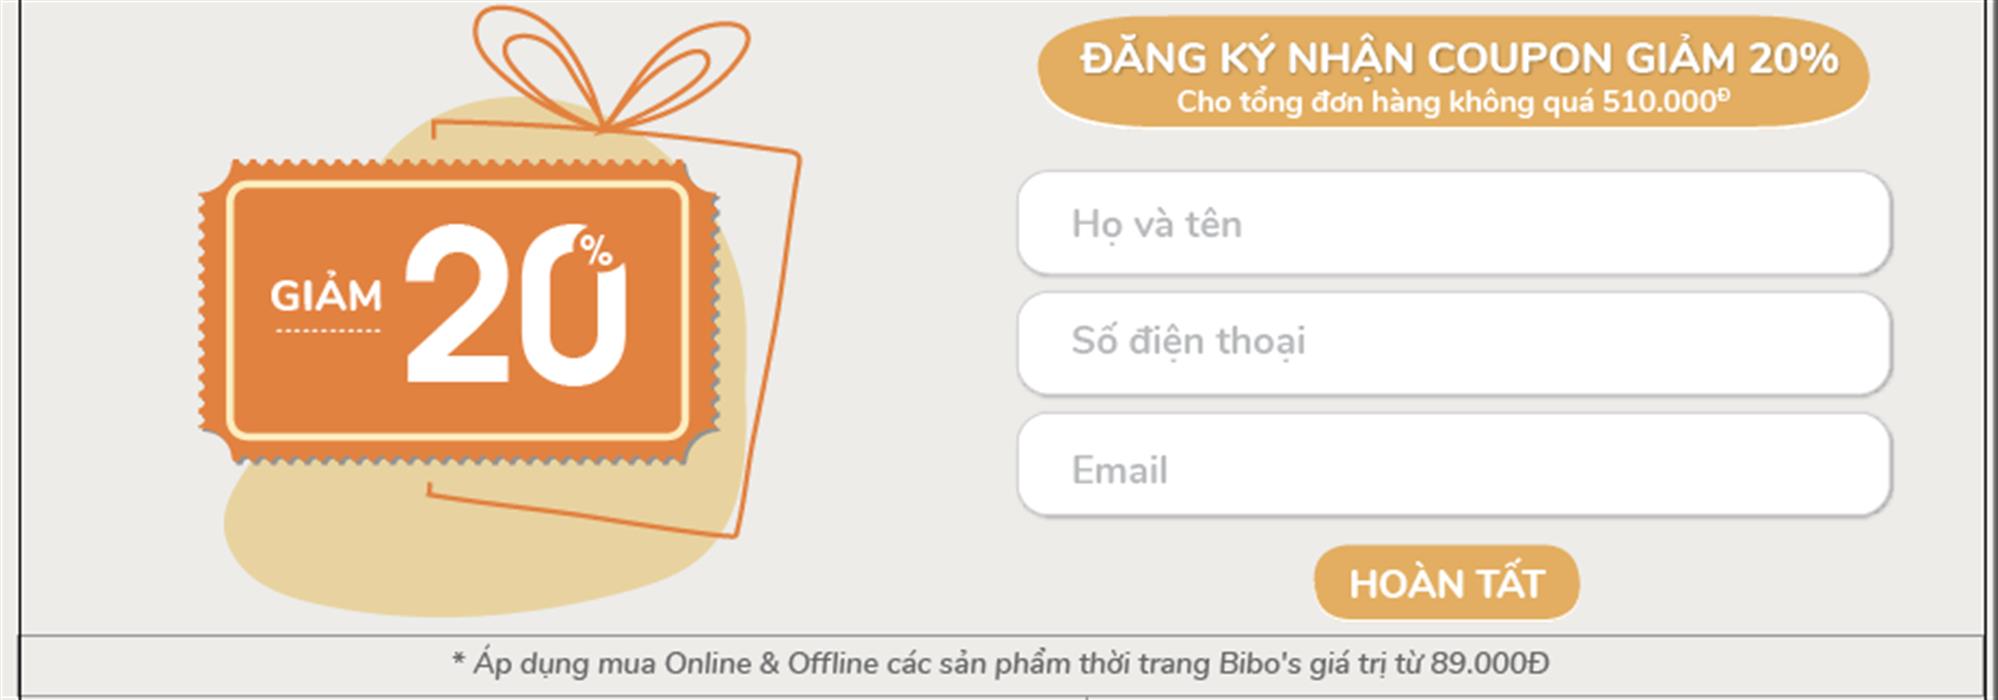 GIẢM 20%
ĐĂNG KÝ NHẬN COUPON GIẢM 20%
Cho tổng đơn hàng không quá 510.000Đ
Họ và tên
Số điện thoại
Email
HOÀN TẤT
* Áp dụng mua Online & Offline các sản phẩm thời trang Bibo's giá trị từ 89.000Đ